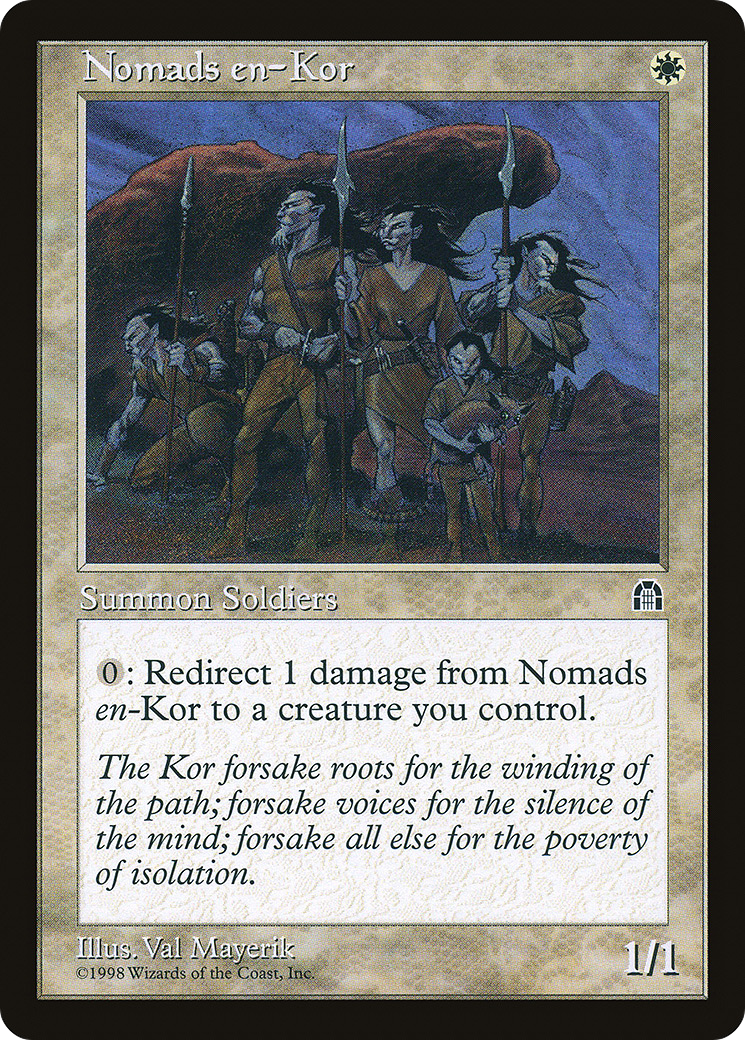 Nomads en-Kor
Summon Soldiers
0: Redirect 1 damage from Nomads
en-Kor to a creature you control.
The Kor forsake roots for the winding of
the path; forsake voices for the silence of
the mind; forsake all else for the poverty
of isolation.
Illus. Val Mayerik
©1998 Wizards of the Coast, Inc.
1/1